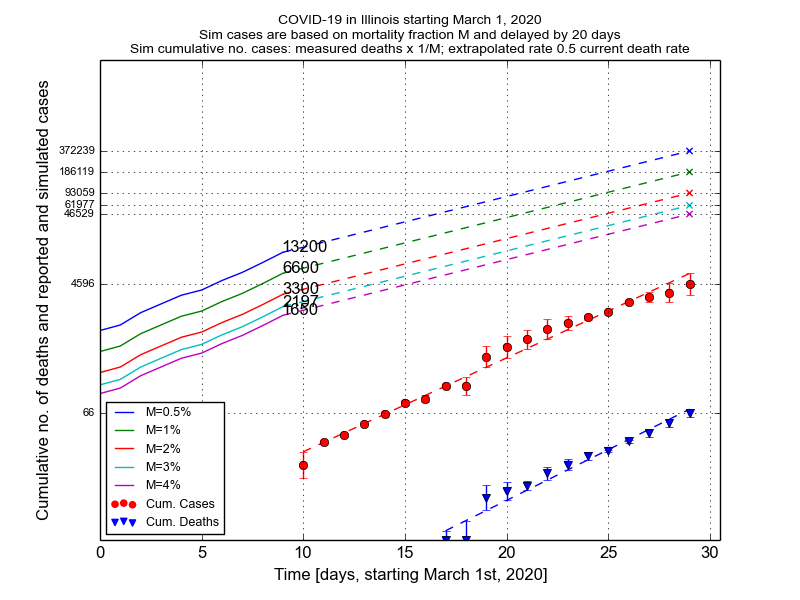 COVID-19 in Illinois starting March 1, 2020
Sim cases are based on mortality fraction M and delayed by 20 days
Sim cumulative no. cases: measured deaths x 1/M; extrapolated rate 0.5 current death rate
Cumulative no. of deaths and reported and simulated cases
372239
186119
93059
61977
46529
4596
66
13200
6600
3300
2197
1650
M=0.5%
M=1%
M=2%
M=3%
M=4%
Cum. Cases
Cum. Deaths
0 5 10 15 20 25 30
Time [days, starting March 1st, 2020]